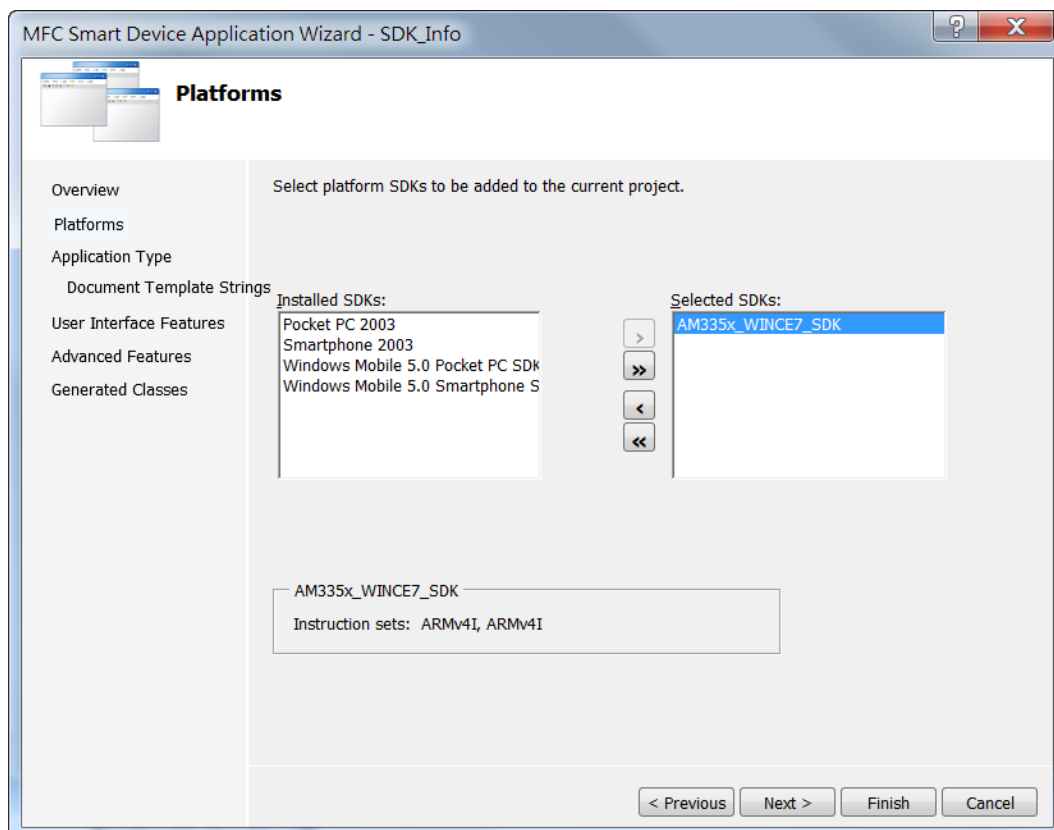 MFC Smart Device Application Wizard - SDK_Info
Platforms
Overview
Platforms
Application Type
Document Template Strings
User Interface Features
Advanced Features
Generated Classes
Select platform SDKs to be added to the current project.
Installed SDKs:
Pocket PC 2003
Smartphone 2003
Windows Mobile 5.0 Pocket PC SDK
Windows Mobile 5.0 Smartphone S
>
>>
<
<<
Selected SDKs:
AM335x_WINCE7_SDK
AM335x_WINCE7_SDK
Instruction sets: ARMv4I, ARMv4I
< Previous
Next >
Finish
Cancel